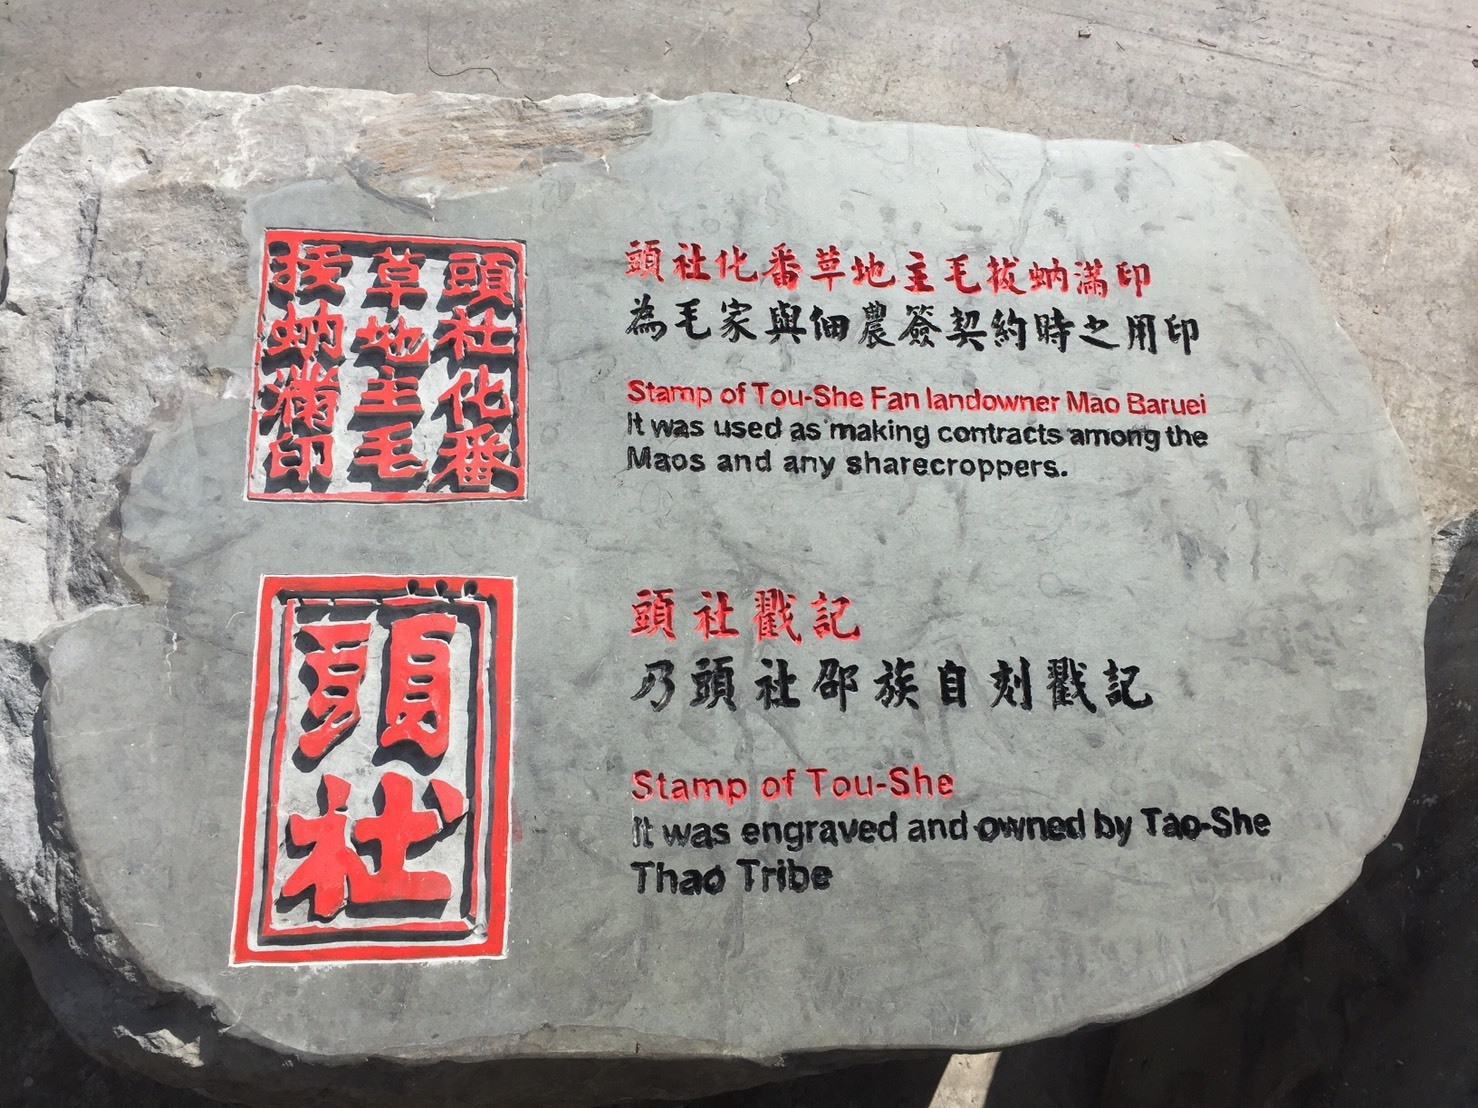 頭社化番
草地主毛
拔蚋滿印
頭社化番草地主毛拔蚋滿印
為毛家與佃農簽契約時之用印
Stamp of Tou-She Fan landowner Mao Baruei
It was used as making contracts among the
Maos and any sharecroppers.
頭社
頭社戳記
乃頭社邵族自刻戳記
Stamp of Tou-She
It was engraved and owned by Tao-She
Thao Tribe